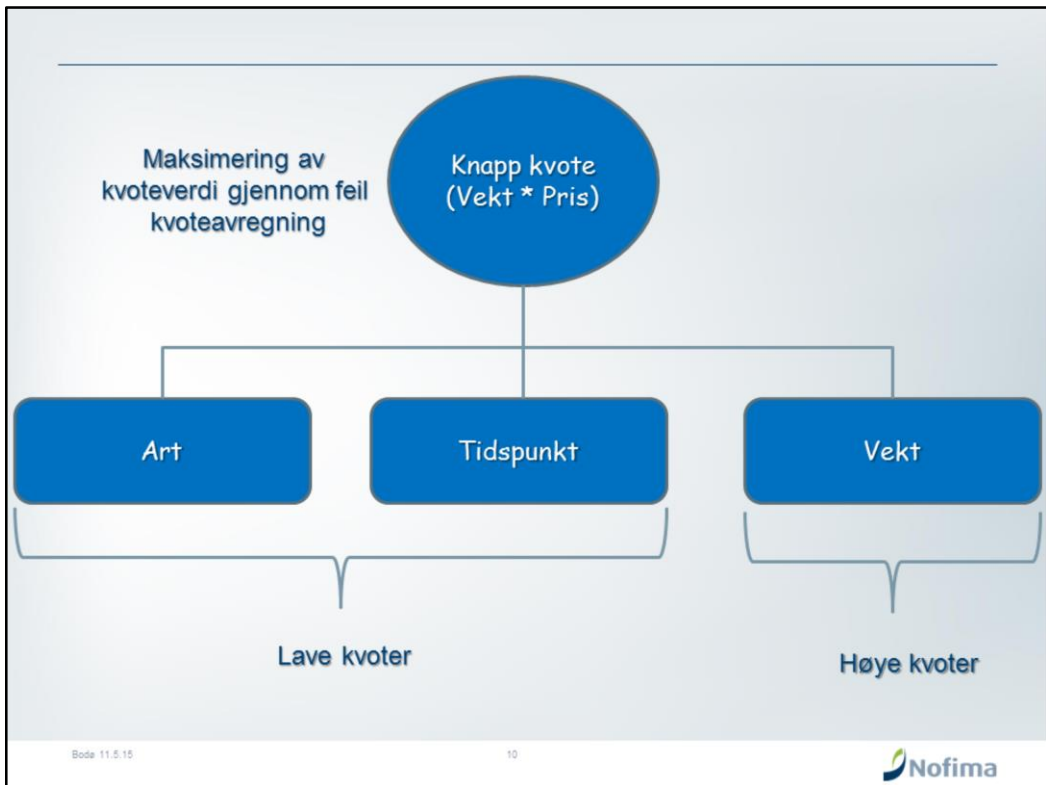 Maksimering av
kvoteverdi gjennom feil
kvoteavregning
Knapp kvote
(Vekt * Pris)
Art
Tidspunkt
Vekt
Lave kvoter
Høye kvoter
Bodø 11.5.15
10
Nofima